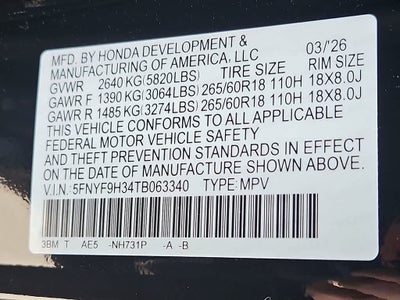 MFD. BY HONDA DEVELOPMENT &
MANUFACTURING OF AMERICA, LLC 03/'26
GVWR 2640 KG(5820LBS) TIRE SIZE RIM SIZE
GAWR F 1390 KG(3064LBS) 265/60R18 110H 18X8.0J
GAWR R 1485 KG(3274LBS) 265/60R18 110H 18X8.0J
THIS VEHICLE CONFORMS TO ALL APPLICABLE
FEDERAL MOTOR VEHICLE SAFETY
AND THEFT PREVENTION STANDARDS IN EFFECT
ON THE DATE OF MANUFACTURE SHOWN ABOVE.
V.I.N: 5FNYF9H34TB063340 TYPE: MPV
3BM T AE5 -NH731P -A -B